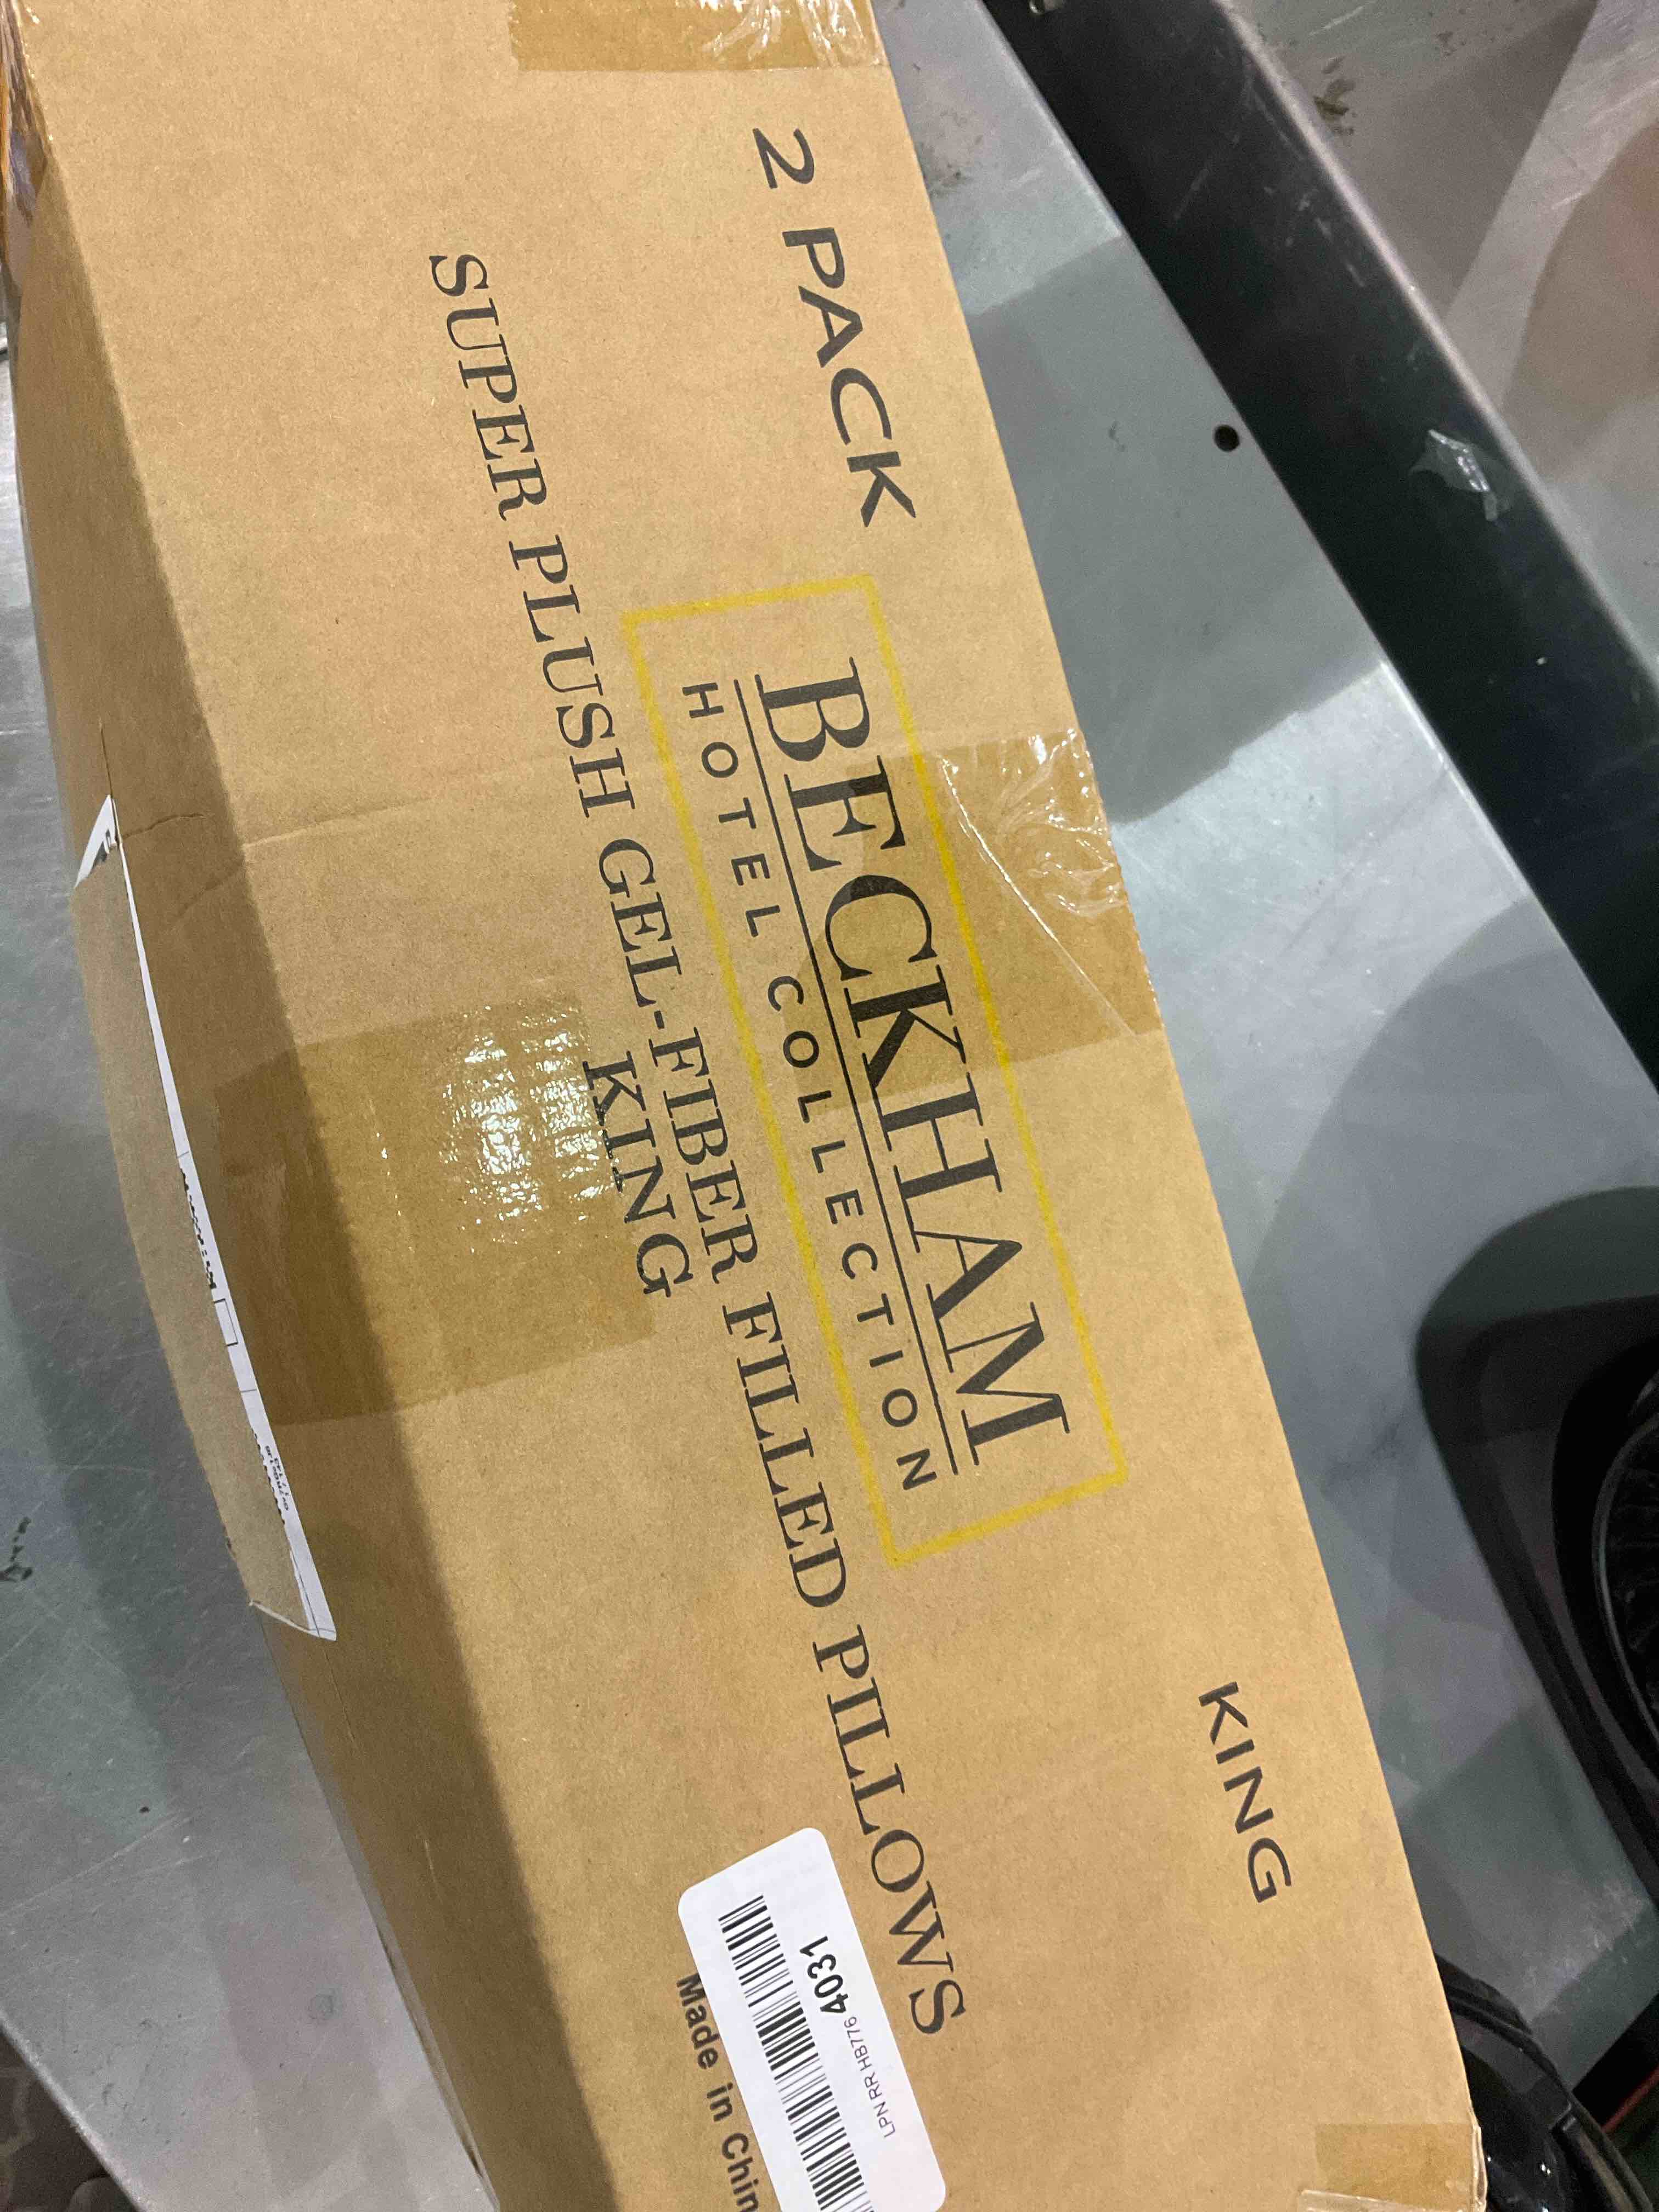 2 PACK
KING
BECKHAM
HOTEL COLLECTION
SUPER PLUSH GEL-FIBER FILLED PILLOWS
KING
LPN RR HB776 4031
Made in Chin